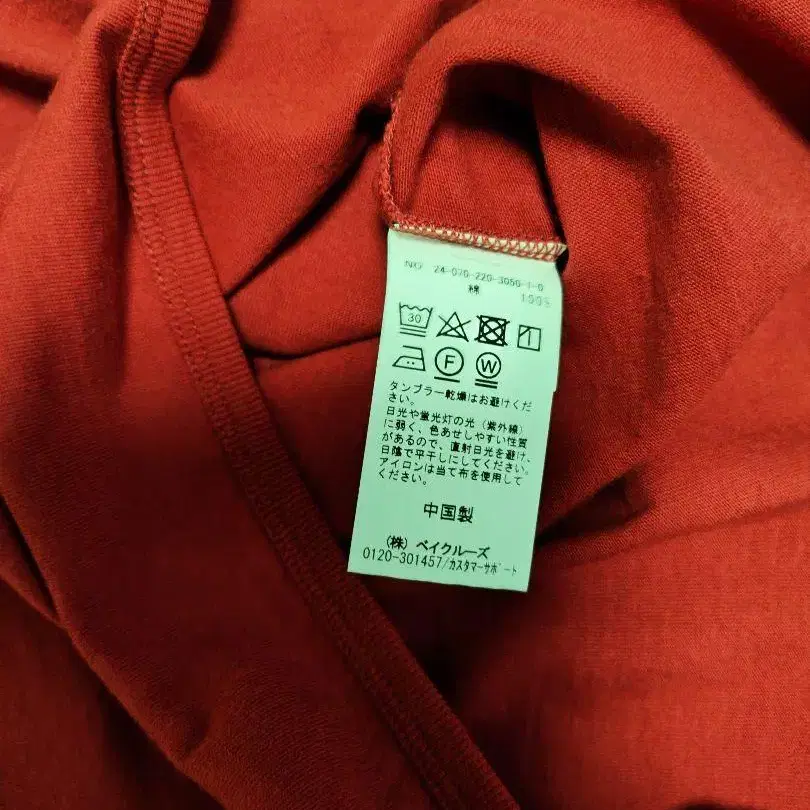 NO. 24-070-220-3050-1-0
綿 100%
30
F W
タンブラー乾燥はお避けくだ
さい。
日光や蛍光灯の光（紫外線）
に弱く、色あせしやすい性質
があるので、直射日光を避け、
日陰で平干しにしてください。
アイロンは当て布を使用して
ください。
中国製
（株）ベイクルーズ
0120-301457/カスタマーサポート